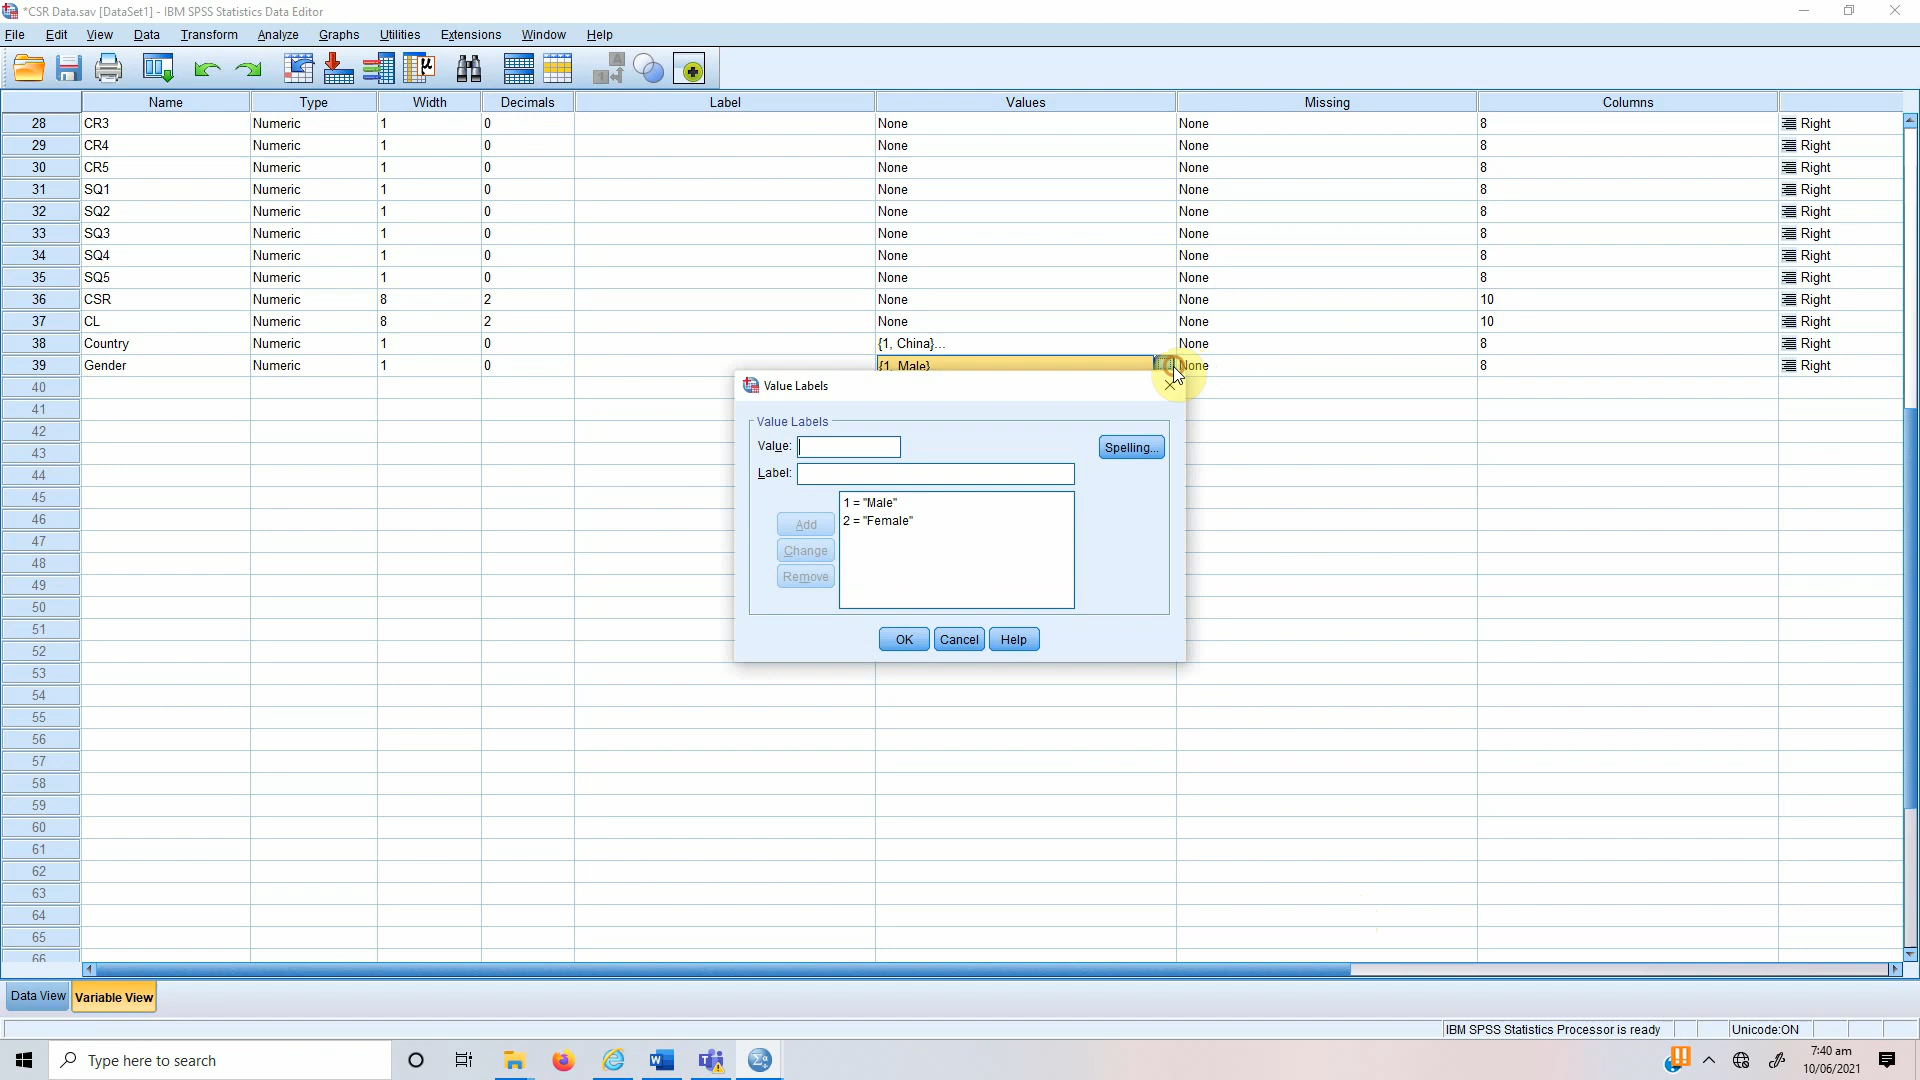 *CSR Data.sav [DataSet1] - IBM SPSS Statistics Data Editor
File Edit View Data Transform Analyze Graphs Utilities Extensions Window Help
Name Type Width Decimals Label Values Missing Columns
28 CR3 Numeric 1 0 None None 8 Right
29 CR4 Numeric 1 0 None None 8 Right
30 CR5 Numeric 1 0 None None 8 Right
31 SQ1 Numeric 1 0 None None 8 Right
32 SQ2 Numeric 1 0 None None 8 Right
33 SQ3 Numeric 1 0 None None 8 Right
34 SQ4 Numeric 1 0 None None 8 Right
35 SQ5 Numeric 1 0 None None 8 Right
36 CSR Numeric 8 2 None None 10 Right
37 CL Numeric 8 2 None None 10 Right
38 Country Numeric 1 0 {1, China}... None 8 Right
39 Gender Numeric 1 0 {1, Male} None 8 Right
40
41
42
43
44
45
46
47
48
49
50
51
52
53
54
55
56
57
58
59
60
61
62
63
64
65
66
Value Labels
Value Labels
Value: Spelling...
Label:
1 = "Male"
2 = "Female"
Add
Change
Remove
OK Cancel Help
Data View Variable View
IBM SPSS Statistics Processor is ready Unicode:ON
Type here to search
7:40 am
10/06/2021